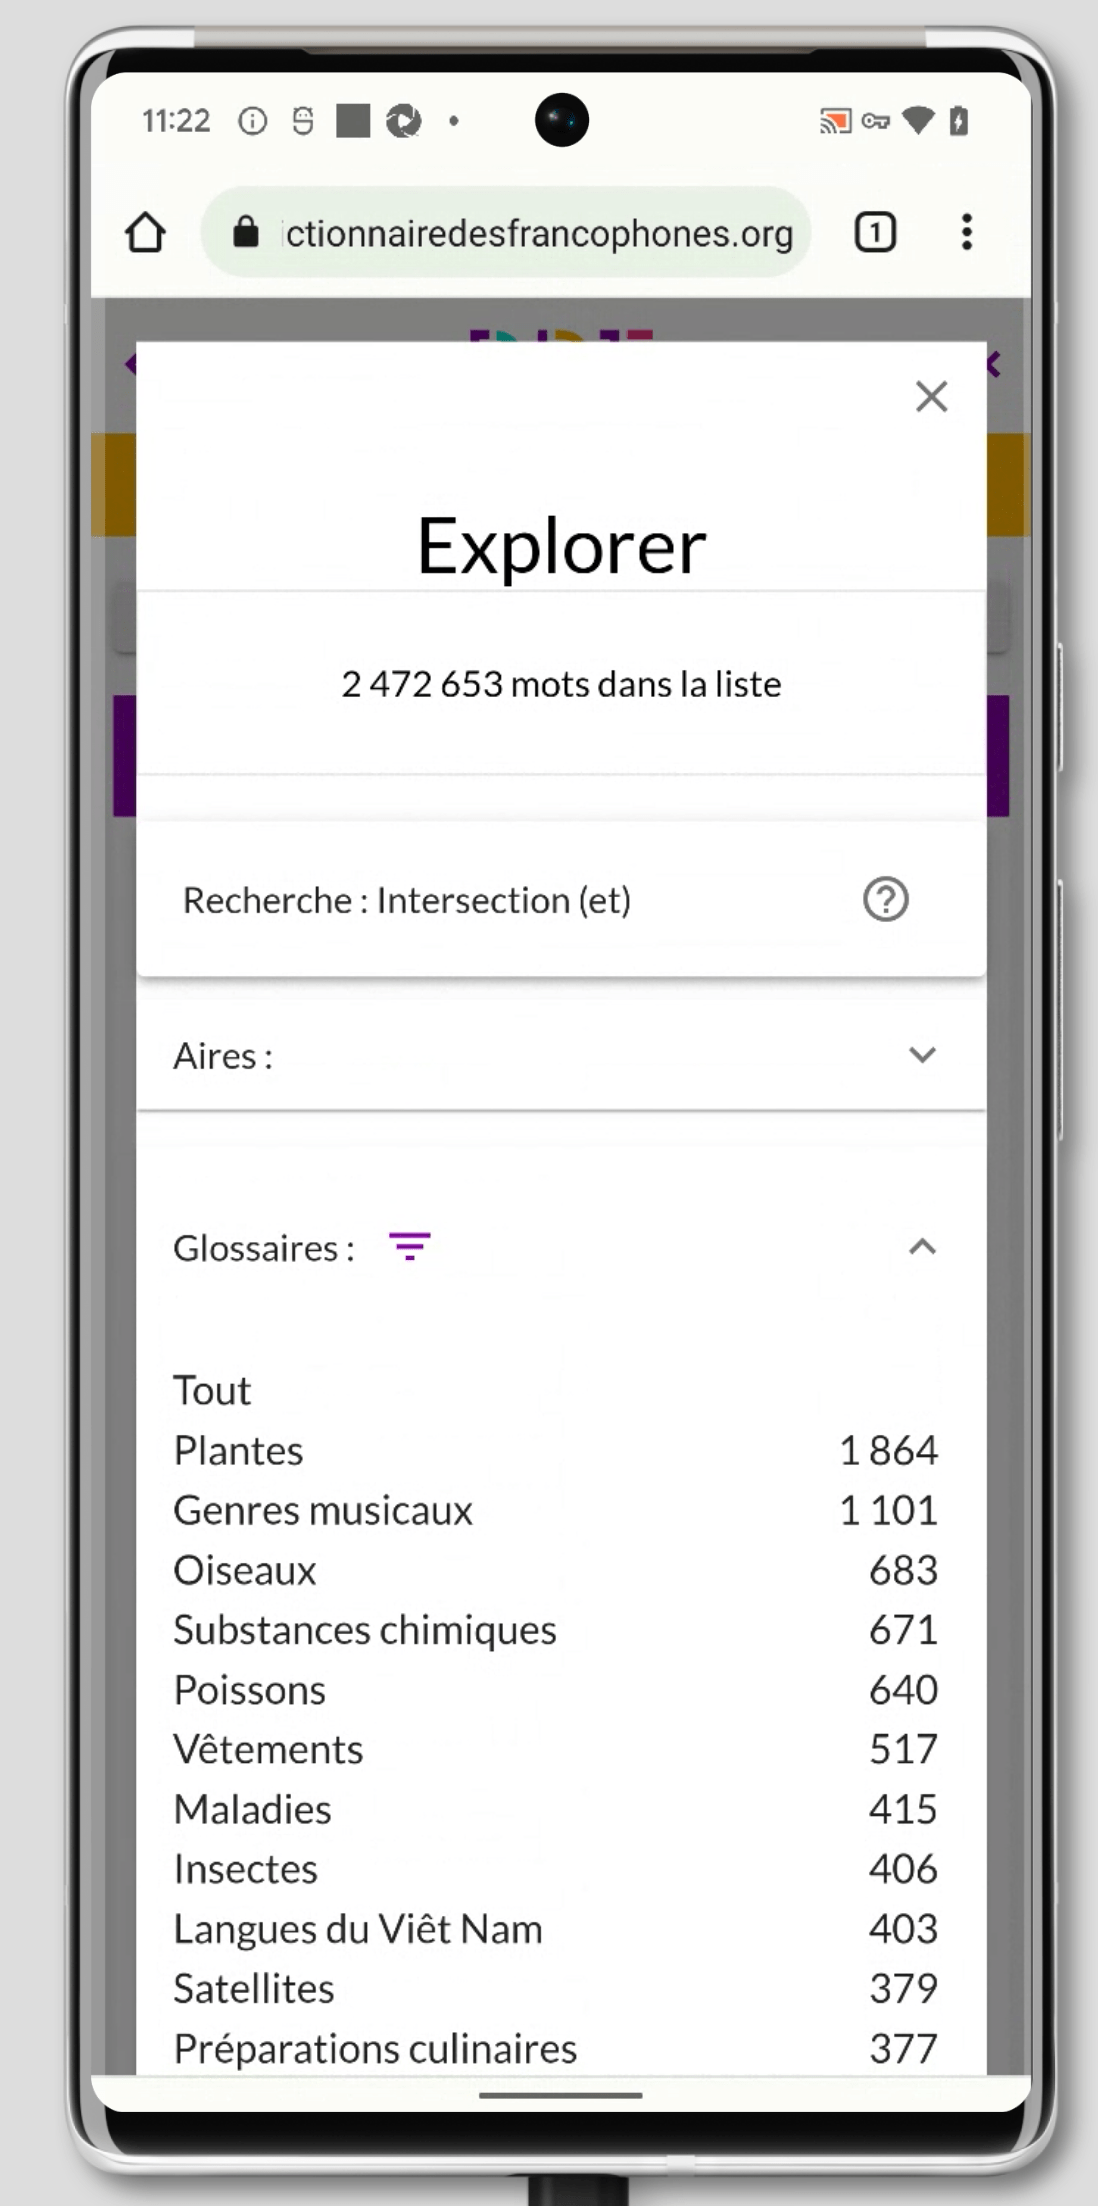 11:22
ctionnairedesfrancophones.org
1
Explorer
2 472 653 mots dans la liste
Recherche : Intersection (et)
?
Aires :
Glossaires :
Tout
Plantes 1 864
Genres musicaux 1 101
Oiseaux 683
Substances chimiques 671
Poissons 640
Vêtements 517
Maladies 415
Insectes 406
Langues du Viêt Nam 403
Satellites 379
Préparations culinaires 377